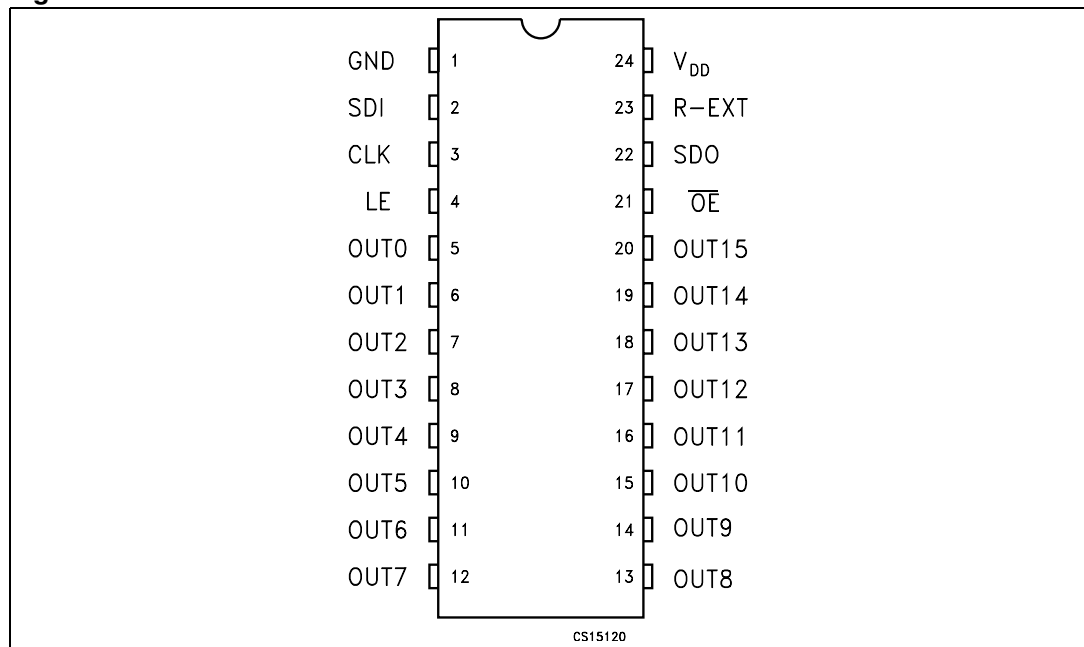 GND 1 24 VDD
SDI 2 23 R-EXT
CLK 3 22 SDO
LE 4 21 O̅E̅
OUT0 5 20 OUT15
OUT1 6 19 OUT14
OUT2 7 18 OUT13
OUT3 8 17 OUT12
OUT4 9 16 OUT11
OUT5 10 15 OUT10
OUT6 11 14 OUT9
OUT7 12 13 OUT8
CS15120